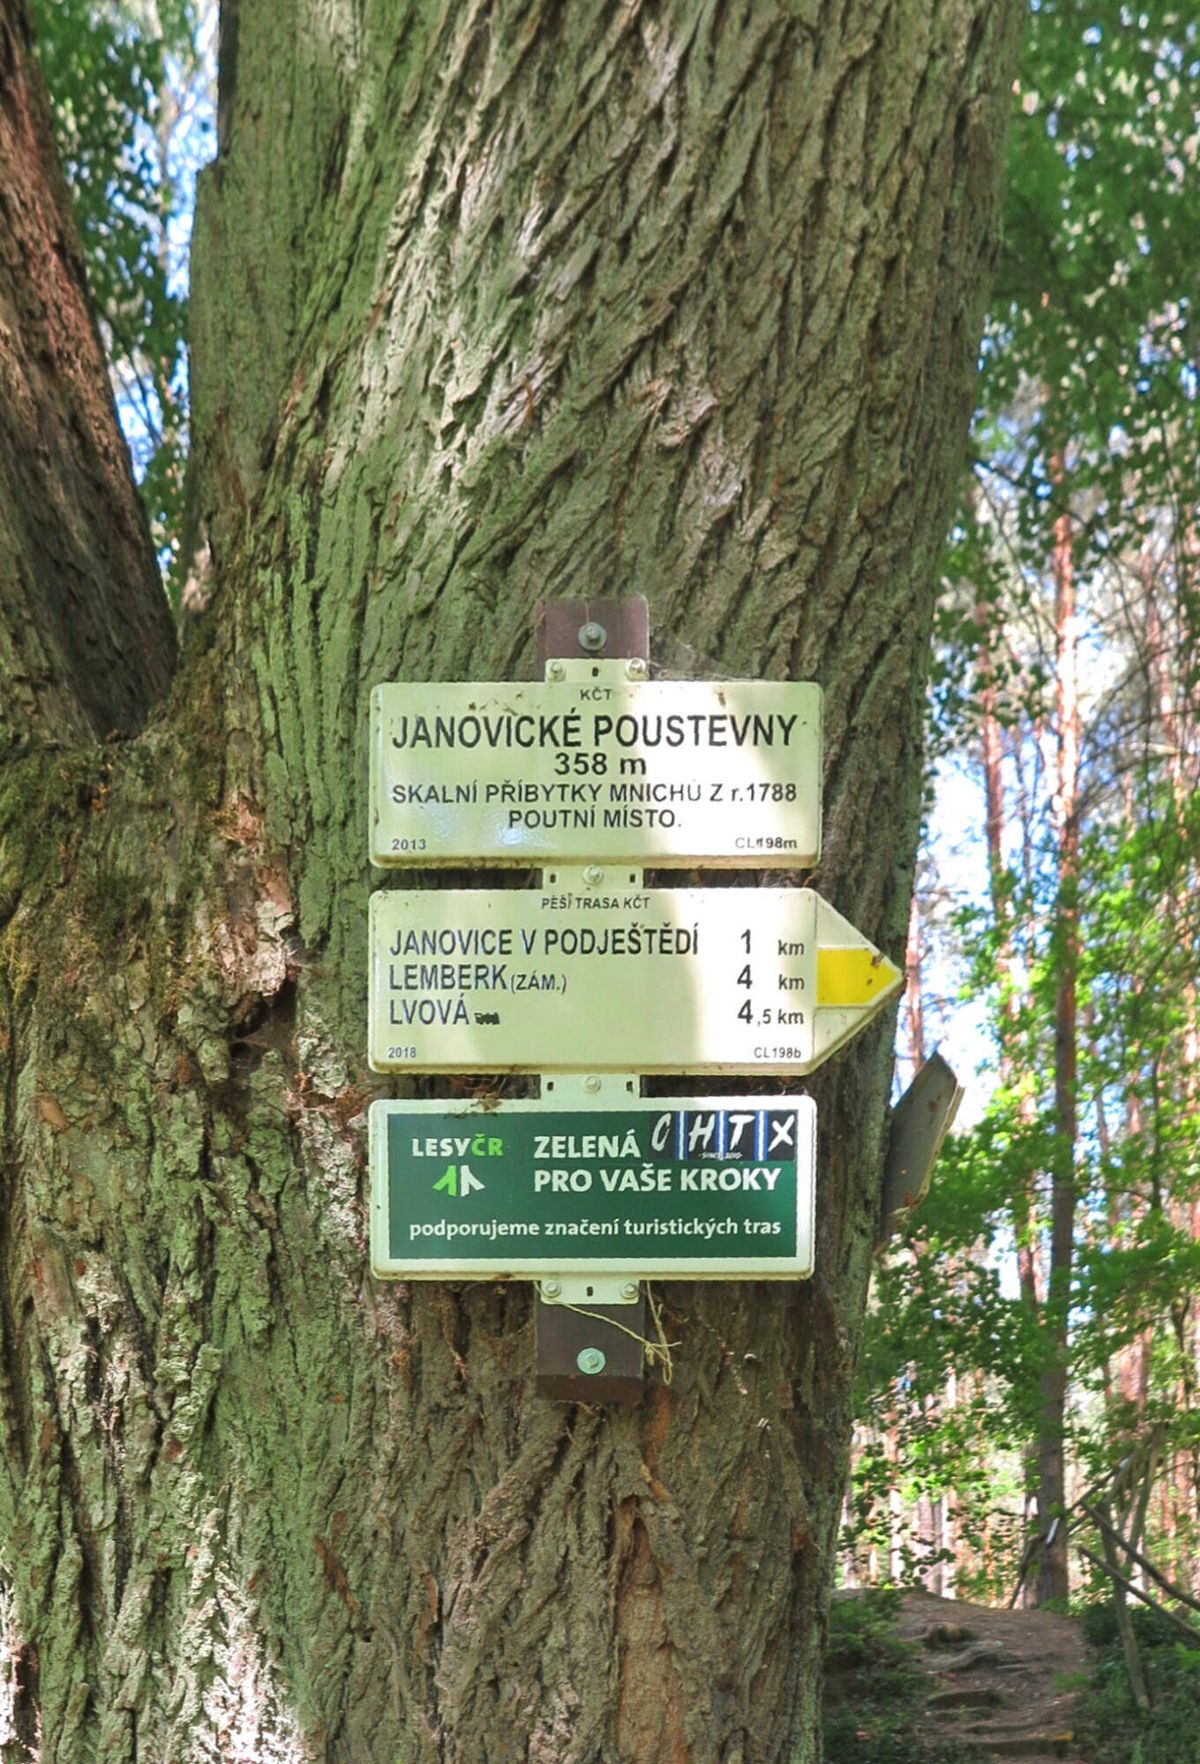 KČT
JANOVICKÉ POUSTEVNY
358 m
SKALNÍ PŘÍBYTKY MNICHŮ Z r.1788
POUTNÍ MÍSTO.
2013 CL198m
PĚŠÍ TRASA KČT
JANOVICE V PODJEŠTĚDÍ 1 km
LEMBERK (ZÁM.) 4 km
LVOVÁ 4,5 km
2018 CL198b
LESYČR ZELENÁ CHTX
-SINCE 2010-
PRO VAŠE KROKY
podporujeme značení turistických tras